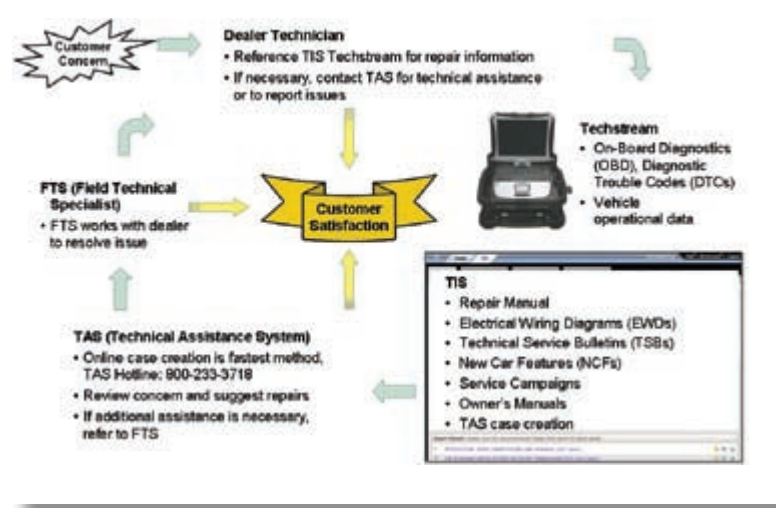 Customer
Concern
Dealer Technician
• Reference TIS Techstream for repair information
• If necessary, contact TAS for technical assistance
or to report issues
Techstream
• On-Board Diagnostics
(OBD), Diagnostic
Trouble Codes (DTCs)
• Vehicle
operational data
FTS (Field Technical
Specialist)
• FTS works with dealer
to resolve issue
Customer
Satisfaction
TIS
• Repair Manual
• Electrical Wiring Diagrams (EWDs)
• Technical Service Bulletins (TSBs)
• New Car Features (NCFs)
• Service Campaigns
• Owner's Manuals
• TAS case creation
TAS (Technical Assistance System)
• Online case creation is fastest method,
TAS Hotline: 800-233-3718
• Review concern and suggest repairs
• If additional assistance is necessary,
refer to FTS